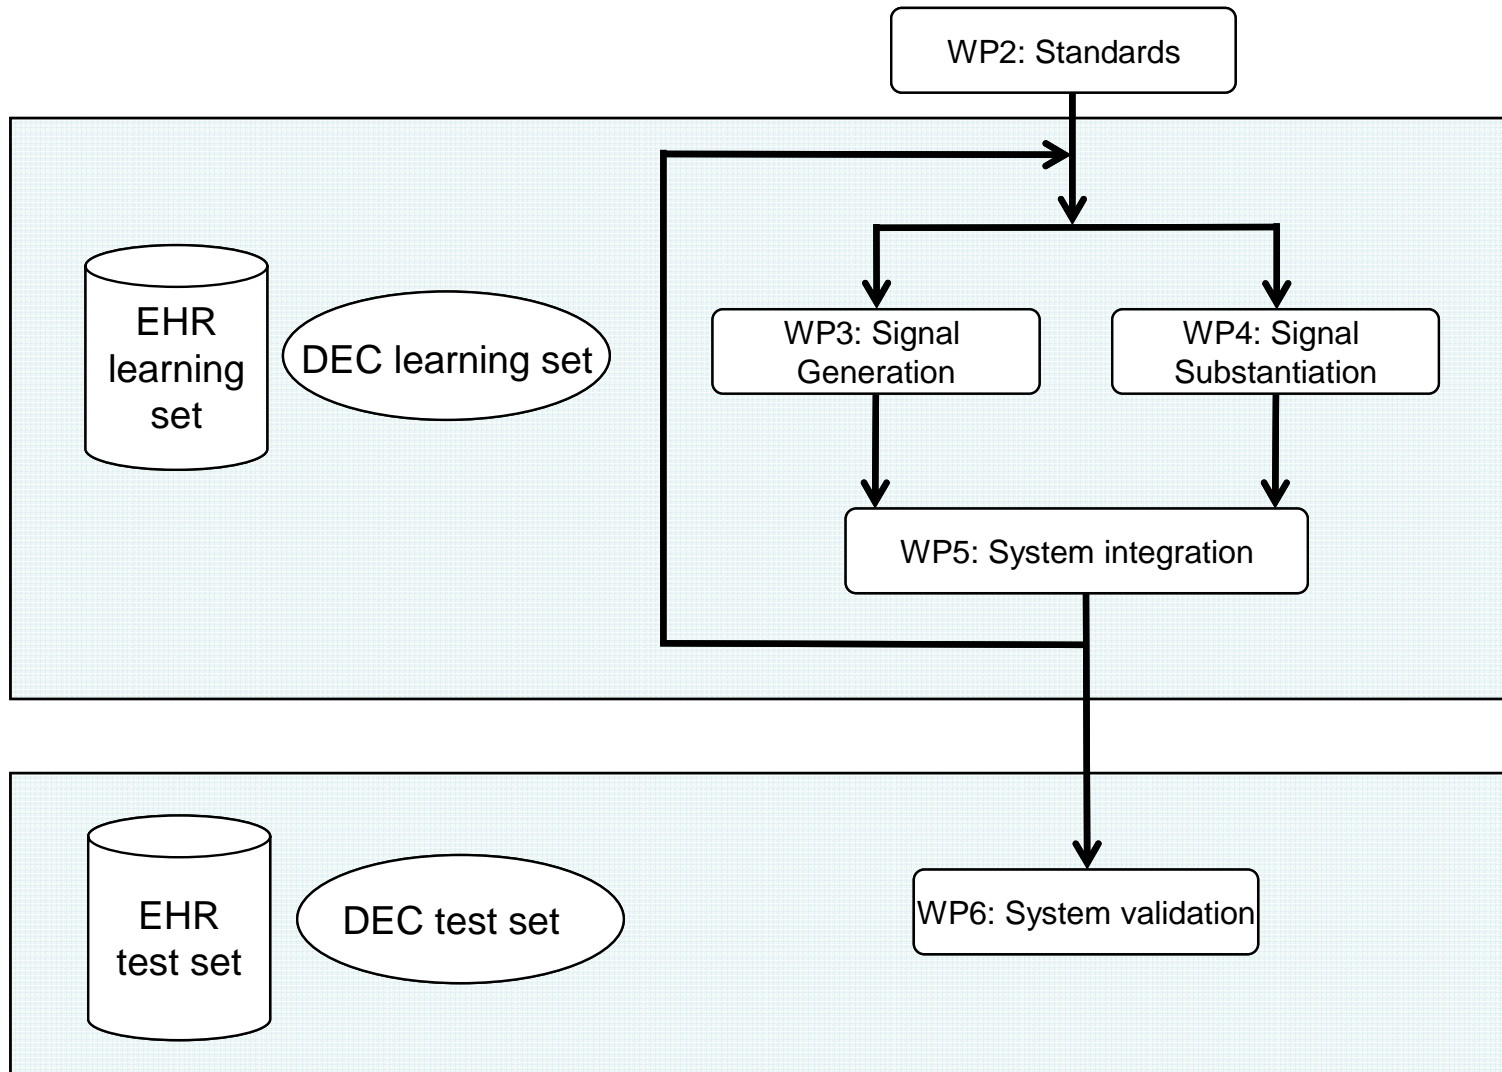 WP2: Standards
EHR
learning
set
DEC learning set
WP3: Signal
Generation
WP4: Signal
Substantiation
WP5: System integration
EHR
test set
DEC test set
WP6: System validation